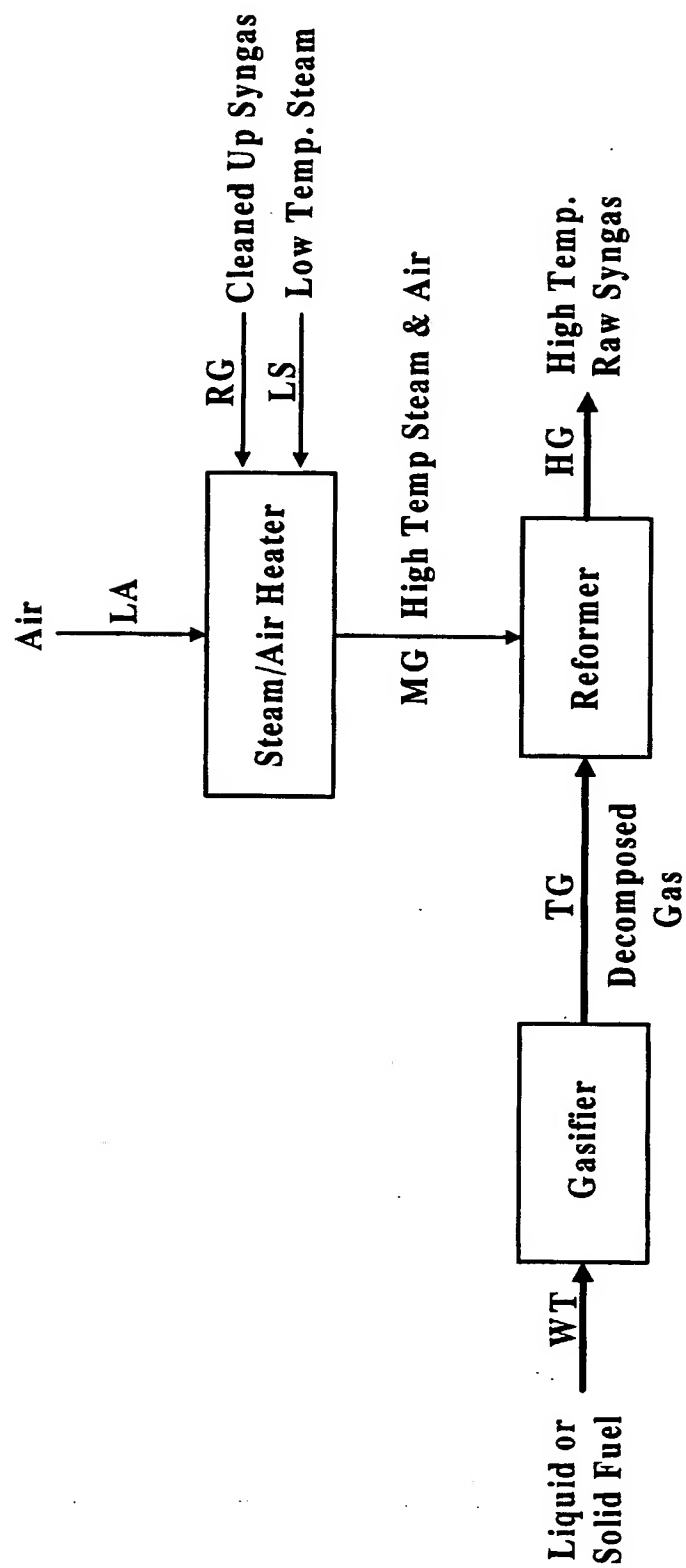 Air
LA
Steam/Air Heater
RG
Cleaned Up Syngas
LS
Low Temp. Steam
MG
High Temp Steam & Air
Liquid or
Solid Fuel
WT
Gasifier
TG
Decomposed
Gas
Reformer
HG
High Temp.
Raw Syngas